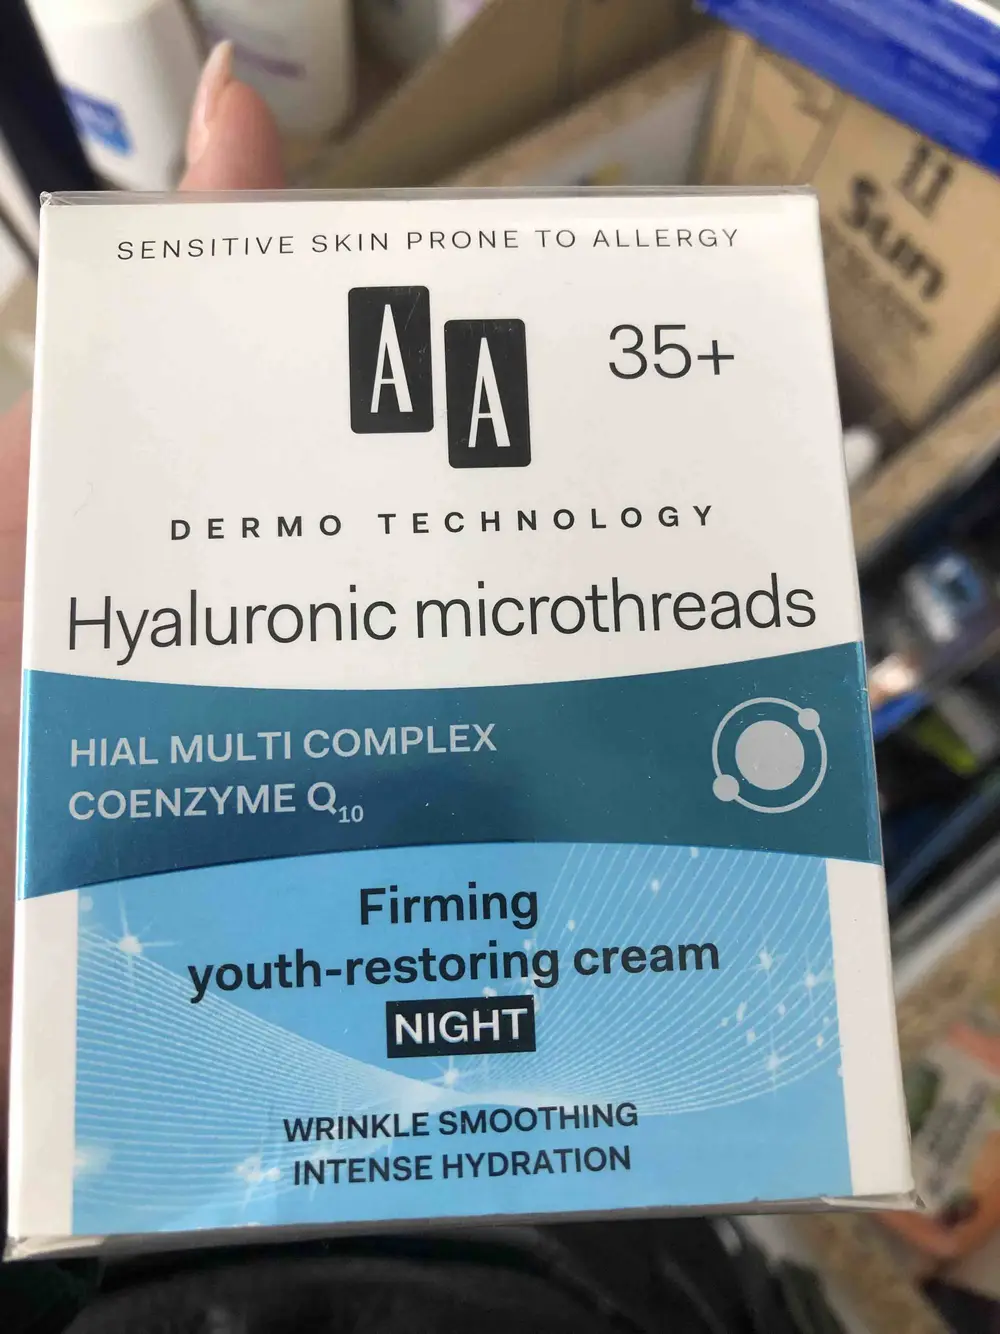 SENSITIVE SKIN PRONE TO ALLERGY
A A
35+
DERMO TECHNOLOGY
Hyaluronic microthreads
HIAL MULTI COMPLEX
COENZYME Q10
Firming
youth-restoring cream
NIGHT
WRINKLE SMOOTHING
INTENSE HYDRATION
Sun